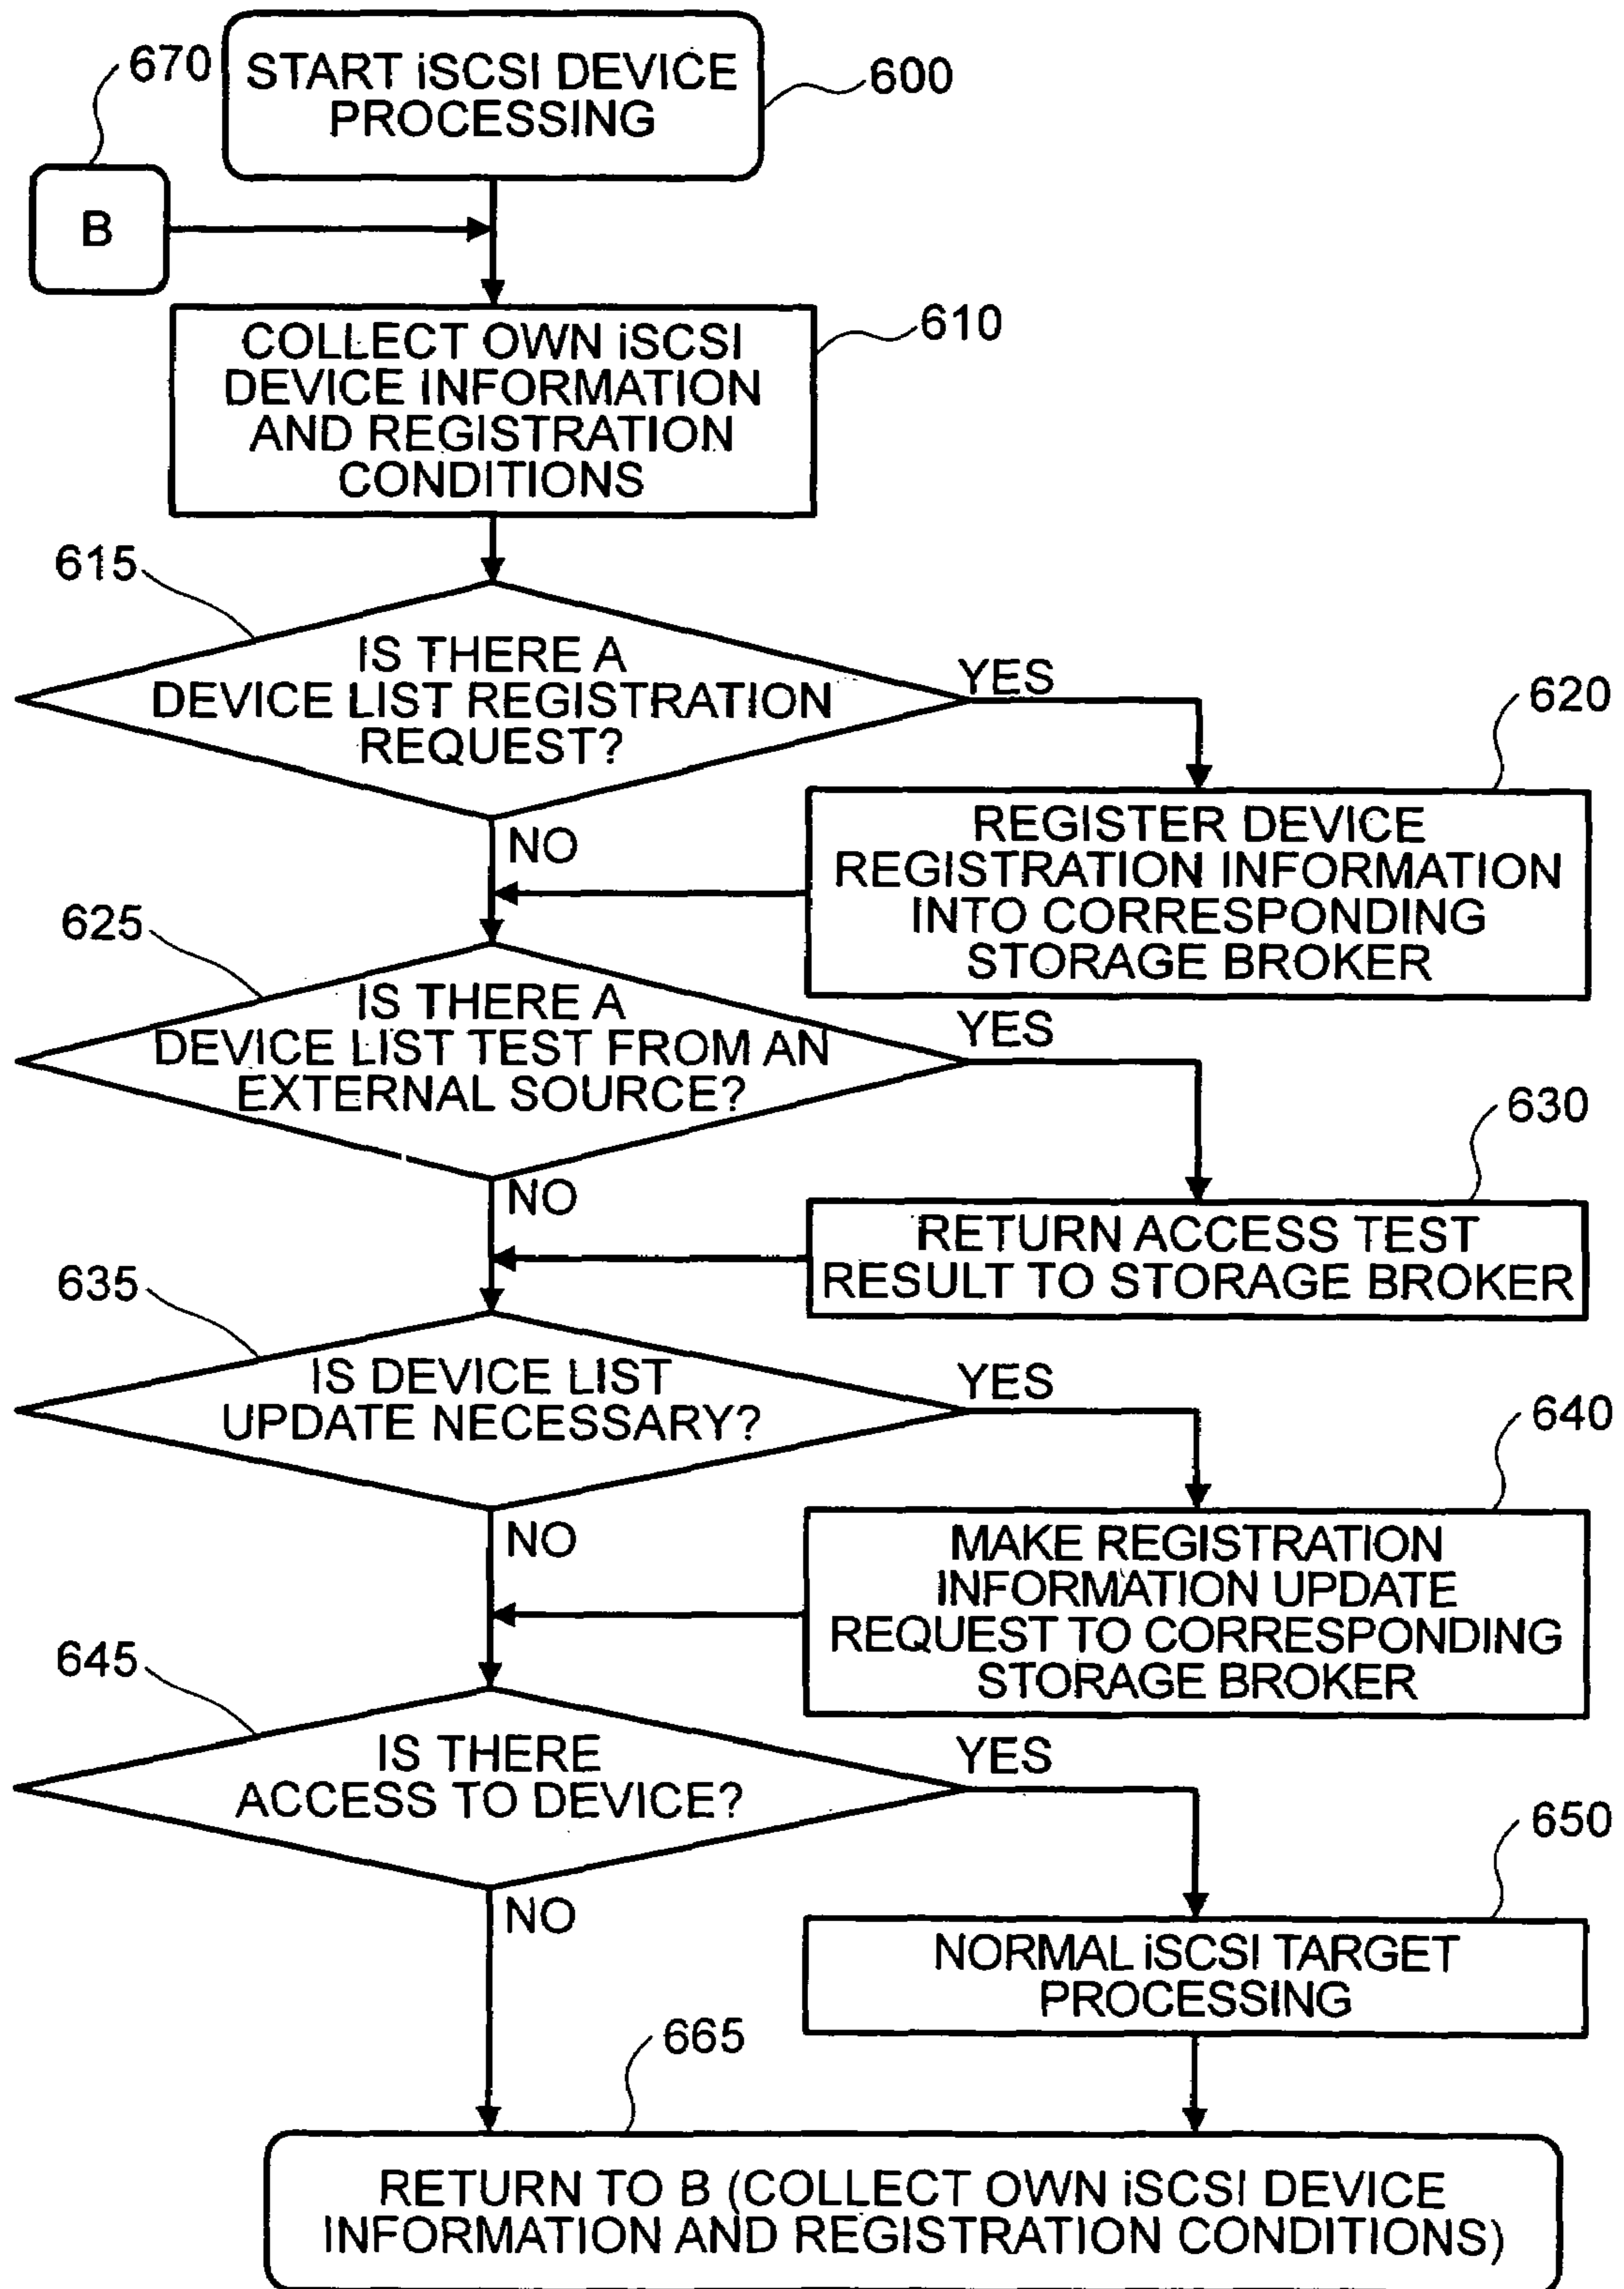 670
START iSCSI DEVICE
PROCESSING
600
B
COLLECT OWN iSCSI
DEVICE INFORMATION
AND REGISTRATION
CONDITIONS
610
615
IS THERE A
DEVICE LIST REGISTRATION
REQUEST?
YES
620
NO
REGISTER DEVICE
REGISTRATION INFORMATION
INTO CORRESPONDING
STORAGE BROKER
625
IS THERE A
DEVICE LIST TEST FROM AN
EXTERNAL SOURCE?
YES
630
NO
RETURN ACCESS TEST
RESULT TO STORAGE BROKER
635
IS DEVICE LIST
UPDATE NECESSARY?
YES
640
NO
MAKE REGISTRATION
INFORMATION UPDATE
REQUEST TO CORRESPONDING
STORAGE BROKER
645
IS THERE
ACCESS TO DEVICE?
YES
650
NO
NORMAL iSCSI TARGET
PROCESSING
665
RETURN TO B (COLLECT OWN iSCSI DEVICE
INFORMATION AND REGISTRATION CONDITIONS)